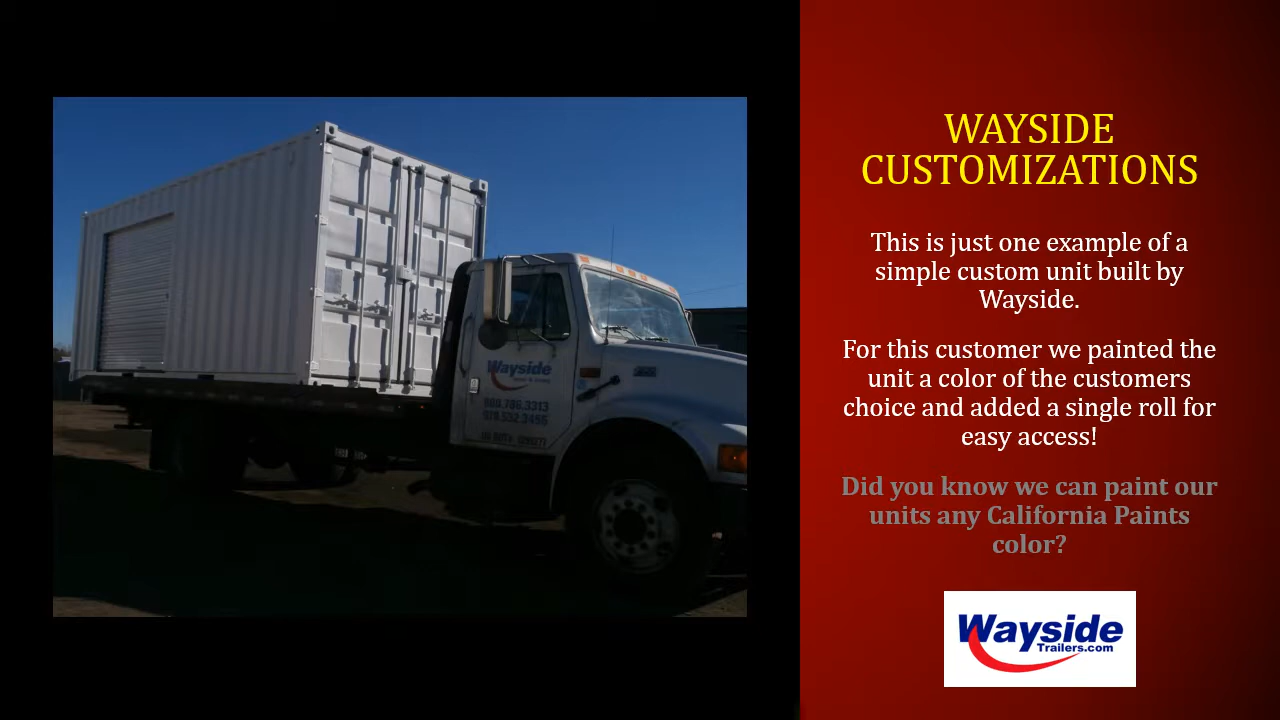 WAYSIDE
CUSTOMIZATIONS
This is just one example of a
simple custom unit built by
Wayside.
For this customer we painted the
unit a color of the customers
choice and added a single roll for
easy access!
Did you know we can paint our
units any California Paints
color?
Wayside
Trailers.com
Wayside